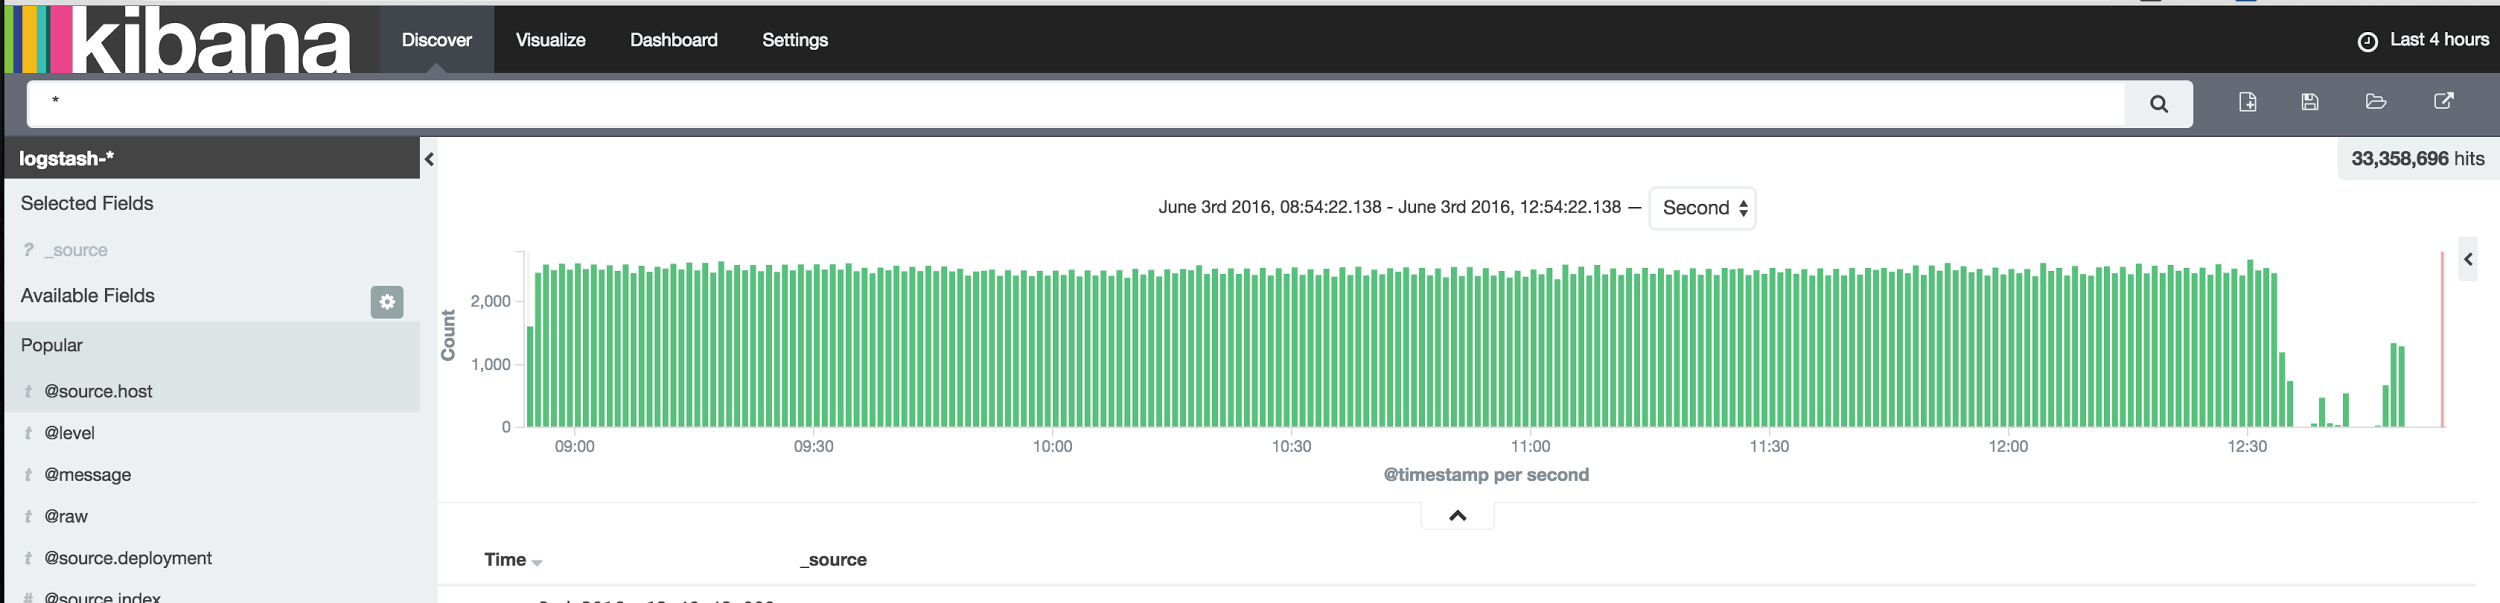 kibana
Discover Visualize Dashboard Settings
Last 4 hours
*
logstash-*
33,358,696 hits
Selected Fields
? _source
Available Fields
Popular
t @source.host
t @level
t @message
t @raw
t @source.deployment
# @source.index
June 3rd 2016, 08:54:22.138 - June 3rd 2016, 12:54:22.138 — Second
Count
2,000
1,000
0
09:00 09:30 10:00 10:30 11:00 11:30 12:00 12:30
@timestamp per second
Time _source